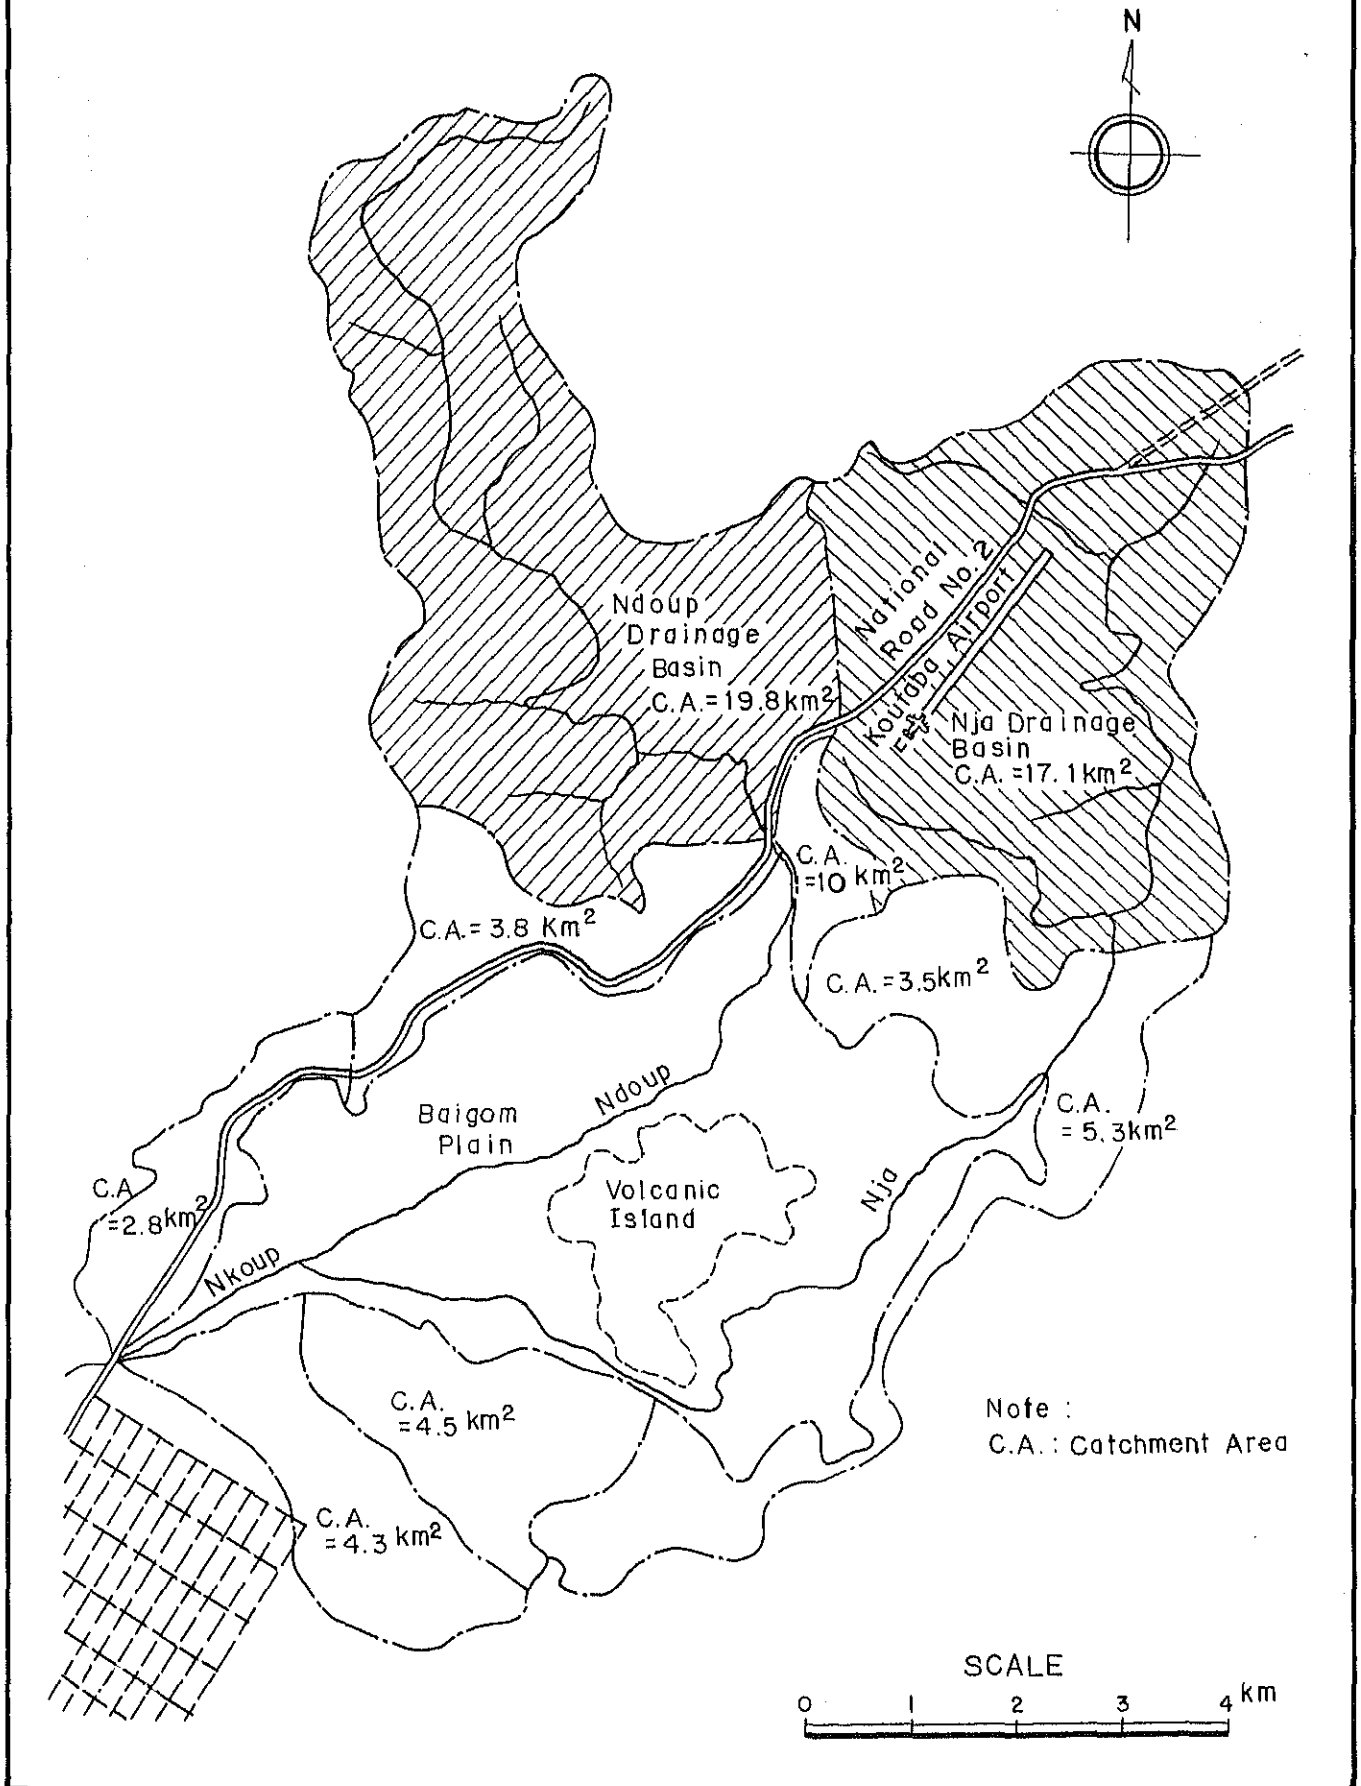 N
National
Road No. 2
Koutaba Airport
Ndoup
Drainage
Basin
C.A.=19.8km²
Nja Drainage
Basin
C.A. =17.1km²
C.A.
=10 km²
C.A.= 3.8 Km²
C.A.=3.5km²
Ndoup
Baigom
Plain
C.A.
= 5.3km²
Volcanic
Island
Nja
C.A
=2.8km²
Nkoup
C.A.
=4.5 km²
Note :
C.A. : Catchment Area
C.A.
=4.3 km²
SCALE
0 1 2 3 4 km